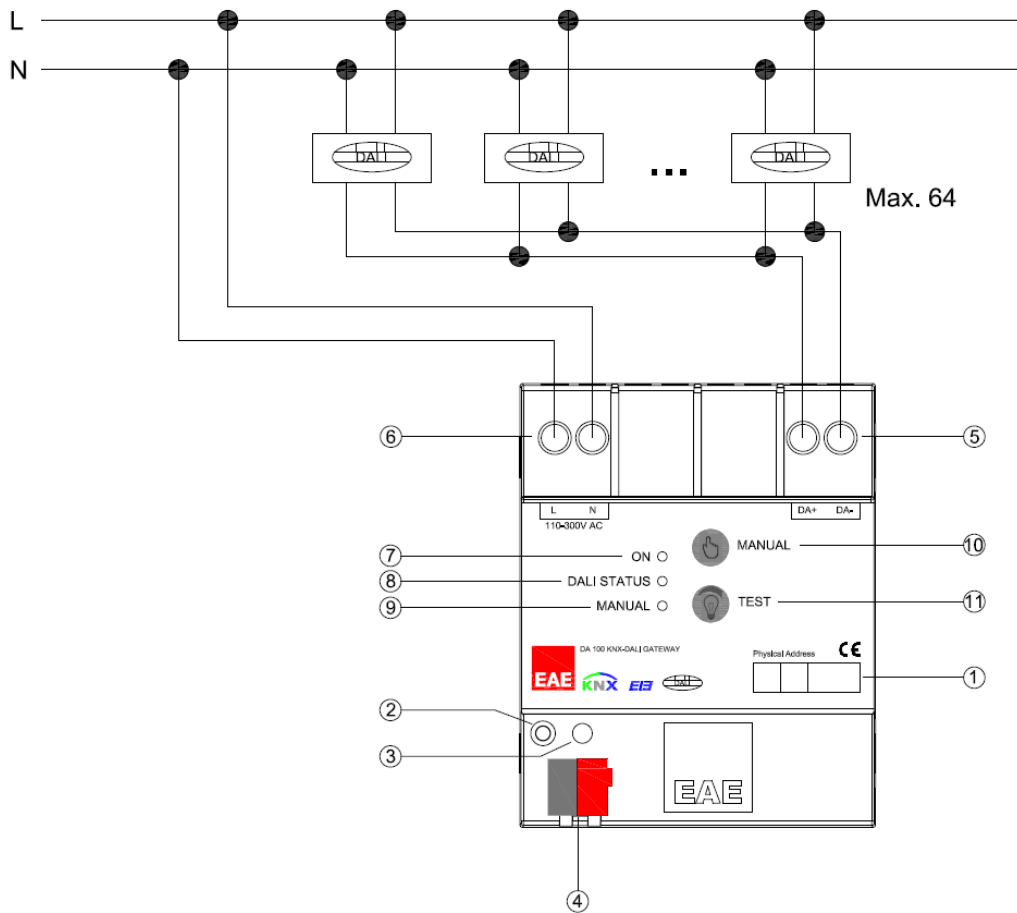 L
N
DALI DALI ... DALI
Max. 64
6 5
L N DA+ DA-
110-300V AC
7 ON MANUAL 10
8 DALI STATUS
9 MANUAL TEST 11
DA 100 KNX-DALI GATEWAY
Physical Address CE
EAE KNX EIB DALI 1
2
3
EAE
4